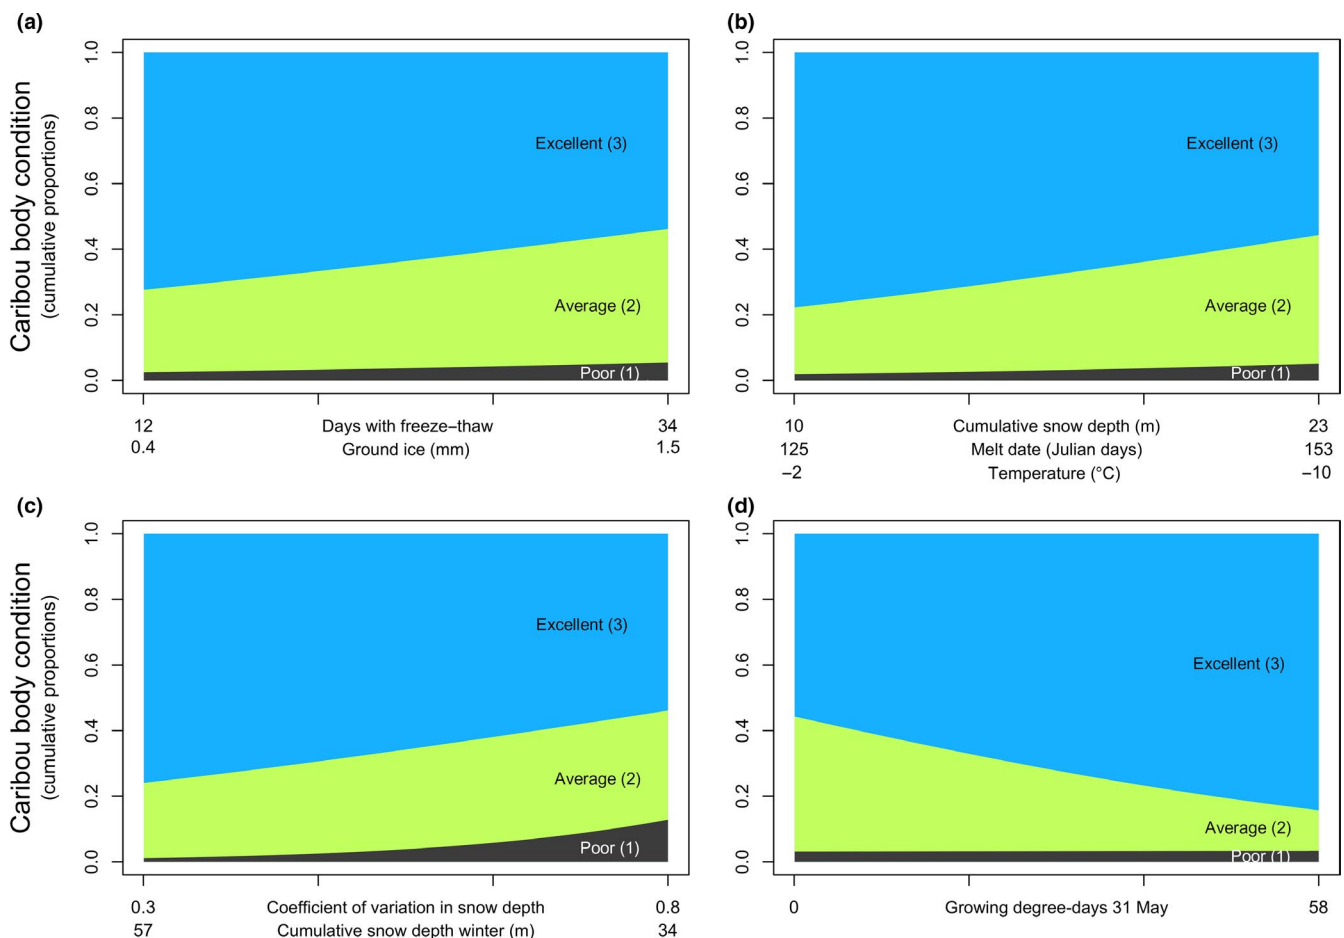 (a)
Caribou body condition
(cumulative proportions)
1.0
0.8
0.6
0.4
0.2
0.0
Excellent (3)
Average (2)
Poor (1)
12 Days with freeze–thaw 34
0.4 Ground ice (mm) 1.5
(b)
1.0
0.8
0.6
0.4
0.2
0.0
Excellent (3)
Average (2)
Poor (1)
10 Cumulative snow depth (m) 23
125 Melt date (Julian days) 153
−2 Temperature (°C) −10
(c)
Caribou body condition
(cumulative proportions)
1.0
0.8
0.6
0.4
0.2
0.0
Excellent (3)
Average (2)
Poor (1)
0.3 Coefficient of variation in snow depth 0.8
57 Cumulative snow depth winter (m) 34
(d)
1.0
0.8
0.6
0.4
0.2
0.0
Excellent (3)
Average (2)
Poor (1)
0 Growing degree−days 31 May 58